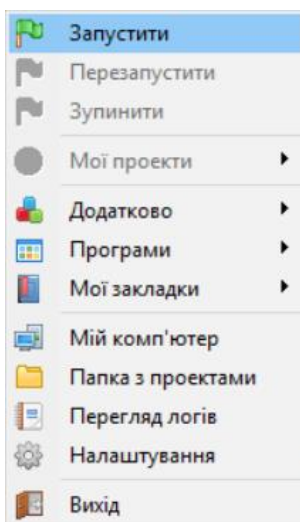 Запустити
Перезапустити
Зупинити
Мої проекти
Додатково
Програми
Мої закладки
Мій комп'ютер
Папка з проектами
Перегляд логів
Налаштування
Вихід